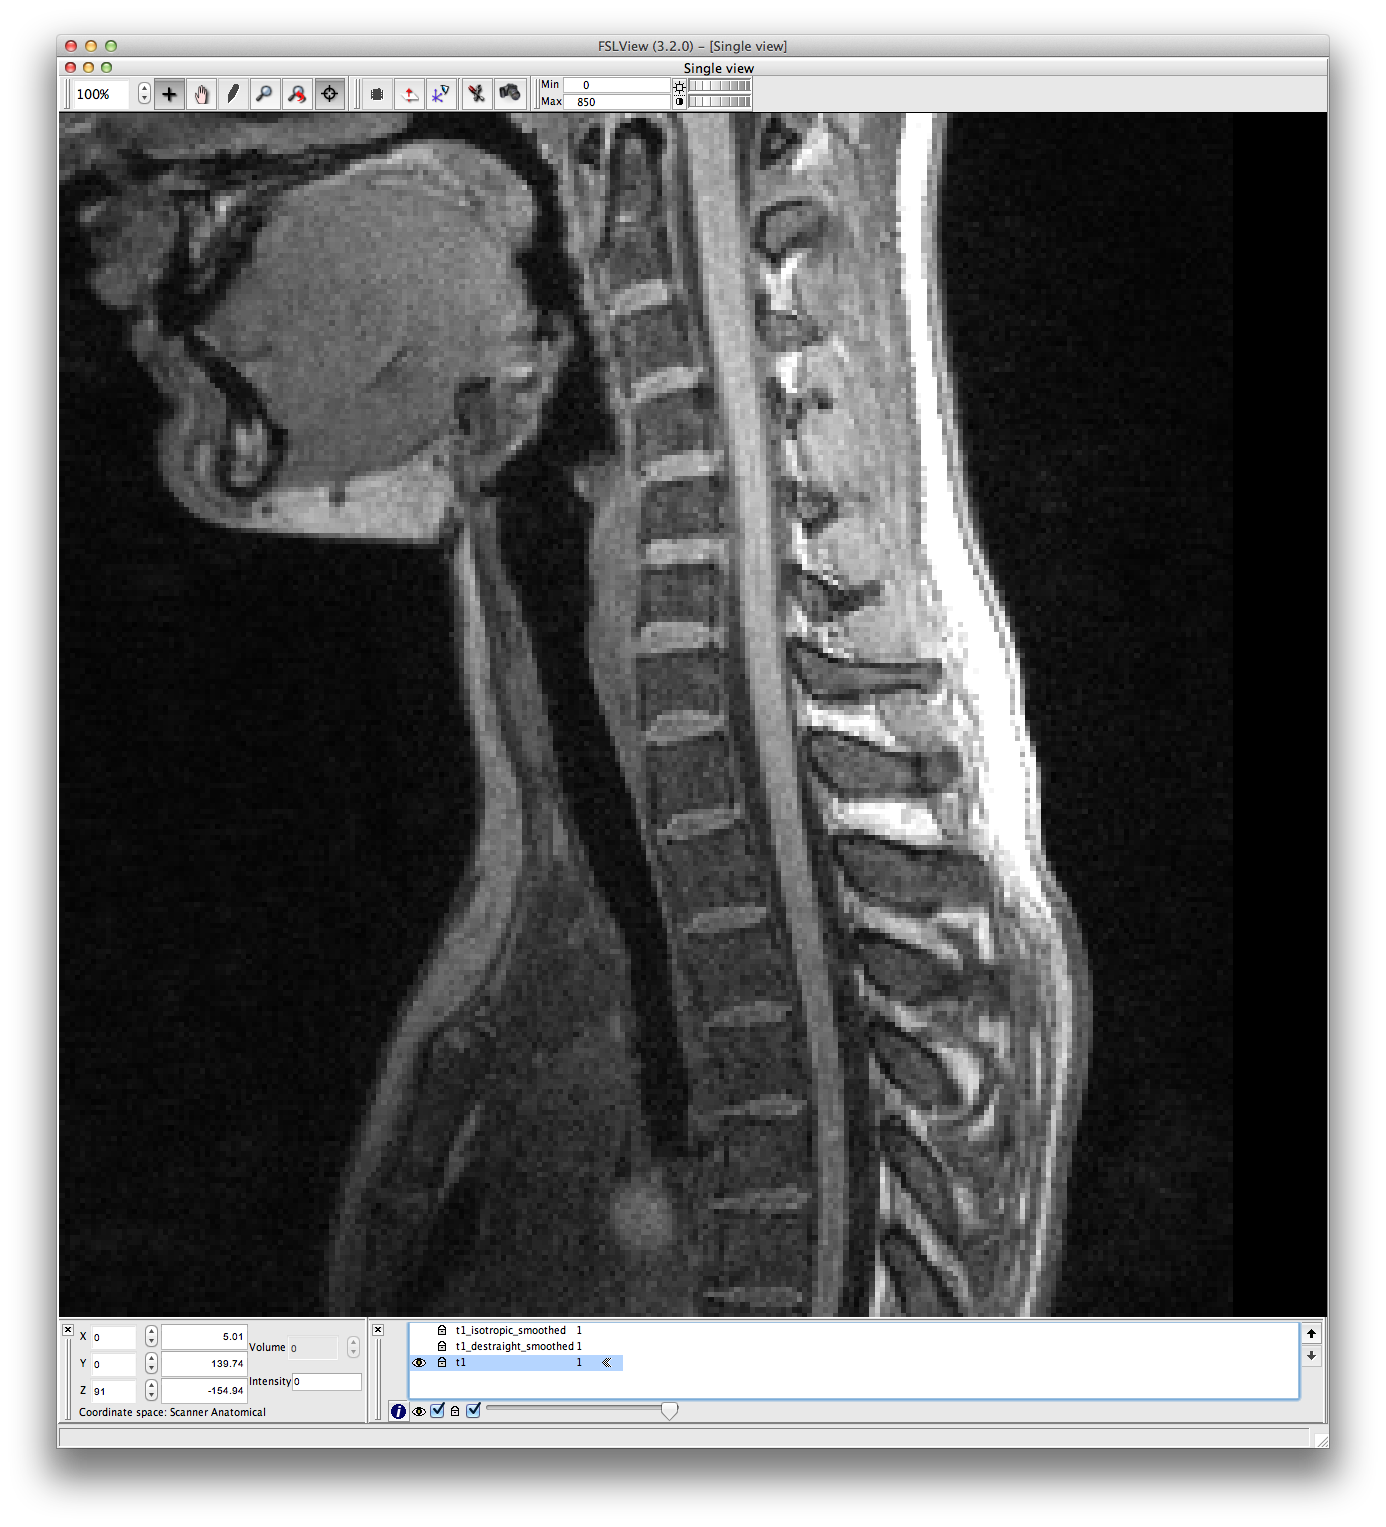 FSLView (3.2.0) – [Single view]
Single view
100%
Min 0
Max 850
X 0 5.01
Y 0 139.74
Z 91 -154.94
Volume 0
Intensity 0
Coordinate space: Scanner Anatomical
t1_isotropic_smoothed 1
t1_destraight_smoothed 1
t1 1